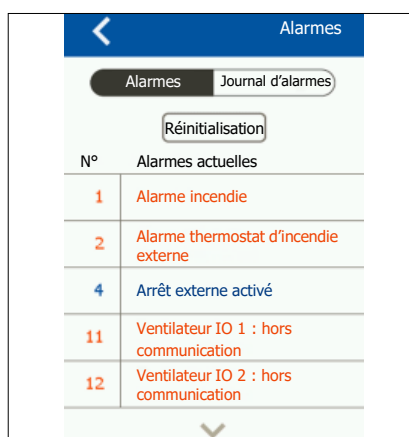 Alarmes
Alarmes Journal d’alarmes
Réinitialisation
N° Alarmes actuelles
1 Alarme incendie
2 Alarme thermostat d’incendie
externe
4 Arrêt externe activé
11 Ventilateur IO 1 : hors
communication
12 Ventilateur IO 2 : hors
communication